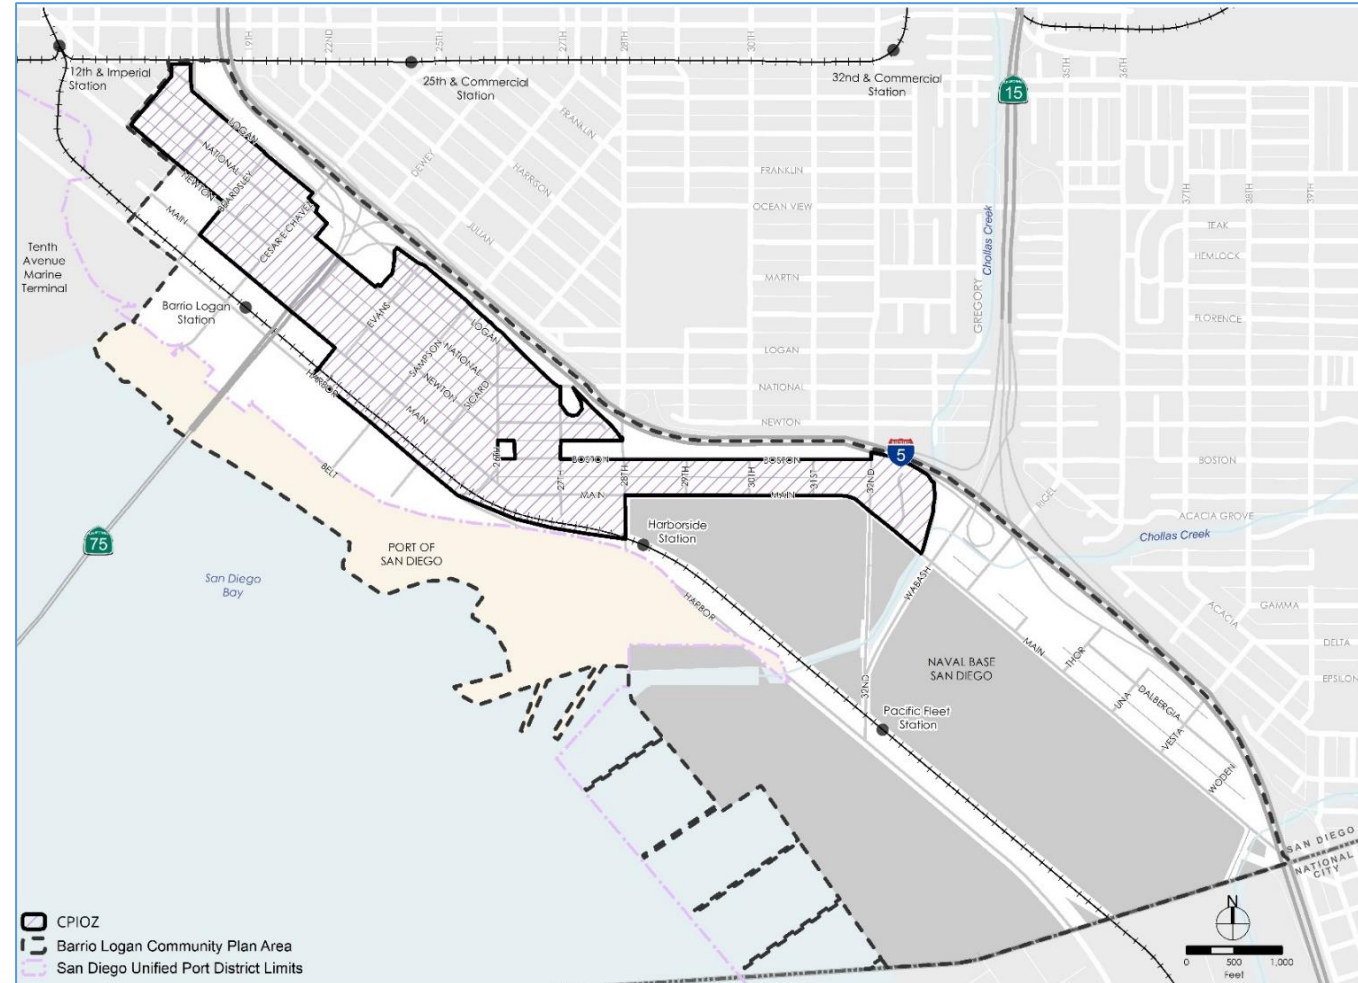 19TH
22ND
25TH
27TH
28TH
30TH
35TH
36TH
12th & Imperial
Station
25th & Commercial
Station
32nd & Commercial
Station
15
FRANKLIN
LOGAN
NATIONAL
DEWEY
HARRISON
FRANKLIN
NEWTON
BEARDSLEY
OCEAN VIEW
37TH
38TH
39TH
MAIN
CESAR E CHAVEZ
JULIAN
TEAK
Chollas Creek
HEMLOCK
Tenth
Avenue
Marine
Terminal
MARTIN
GREGORY
Barrio Logan
Station
EVANS
LOGAN
FLORENCE
SAMPSON
NATIONAL
NEWTON
SICARD
LOGAN
HARBOR
NATIONAL
MAIN
NEWTON
26TH
BOSTON
BOSTON
5
BOSTON
BELT
27TH
28TH
29TH
30TH
31ST
32ND
MAIN
MAIN
RIGEL
ACACIA GROVE
Harborside
Station
Chollas Creek
75
PORT OF
SAN DIEGO
San Diego
Bay
HARBOR
WABASH
ACACIA
GAMMA
MAIN
THOR
DELTA
NAVAL BASE
SAN DIEGO
EPSILON
32ND
UNA
DALBERGIA
Pacific Fleet
Station
VESTA
WODEN
SAN DIEGO
NATIONAL
CITY
N
CPIOZ
Barrio Logan Community Plan Area
San Diego Unified Port District Limits
0 500 1,000
Feet